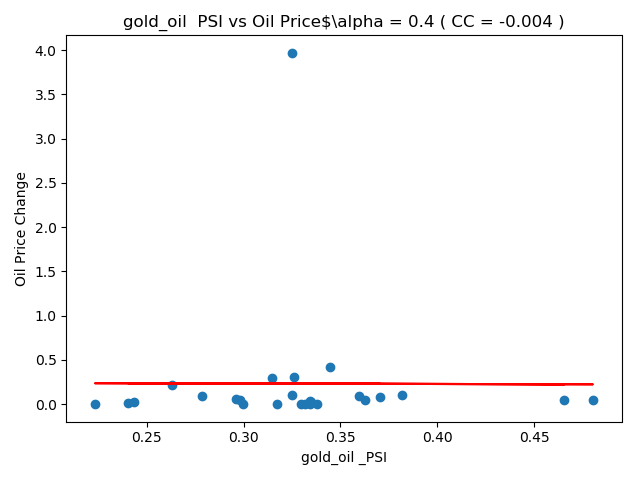 gold_oil  PSI vs Oil Price$\alpha = 0.4 ( CC = -0.004 )
4.0
3.5
3.0
2.5
2.0
1.5
1.0
0.5
0.0
Oil Price Change
0.25 0.30 0.35 0.40 0.45
gold_oil _PSI